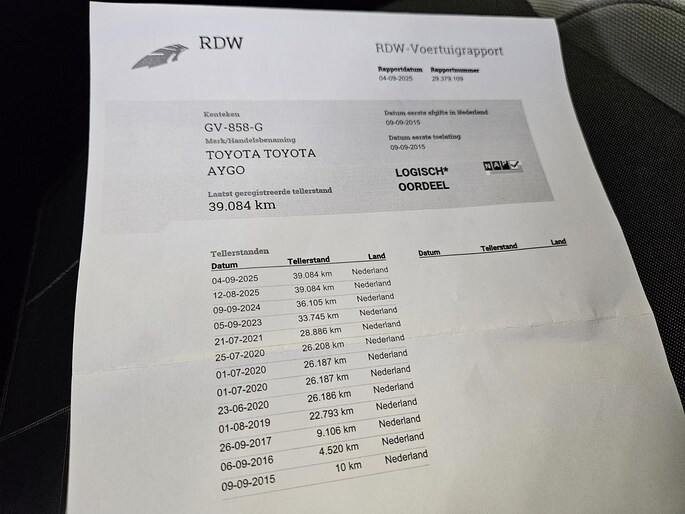 RDW
RDW-Voertuigrapport
Rapportdatum Rapportnummer
04-09-2025 29.379.109
Kenteken
GV-858-G
Merk/Handelsbenaming
TOYOTA TOYOTA
AYGO
Laatst geregistreerde tellerstand
39.084 km
Datum eerste afgifte in Nederland
09-09-2015
Datum eerste toelating
09-09-2015
LOGISCH*
OORDEEL
NAP
Tellerstanden
Datum Tellerstand Land Datum Tellerstand Land
04-09-2025 39.084 km Nederland
12-08-2025 39.084 km Nederland
09-09-2024 36.105 km Nederland
05-09-2023 33.745 km Nederland
21-07-2021 28.886 km Nederland
25-07-2020 26.208 km Nederland
01-07-2020 26.187 km Nederland
01-07-2020 26.187 km Nederland
23-06-2020 26.186 km Nederland
01-08-2019 22.793 km Nederland
26-09-2017 9.106 km Nederland
06-09-2016 4.520 km Nederland
09-09-2015 10 km Nederland